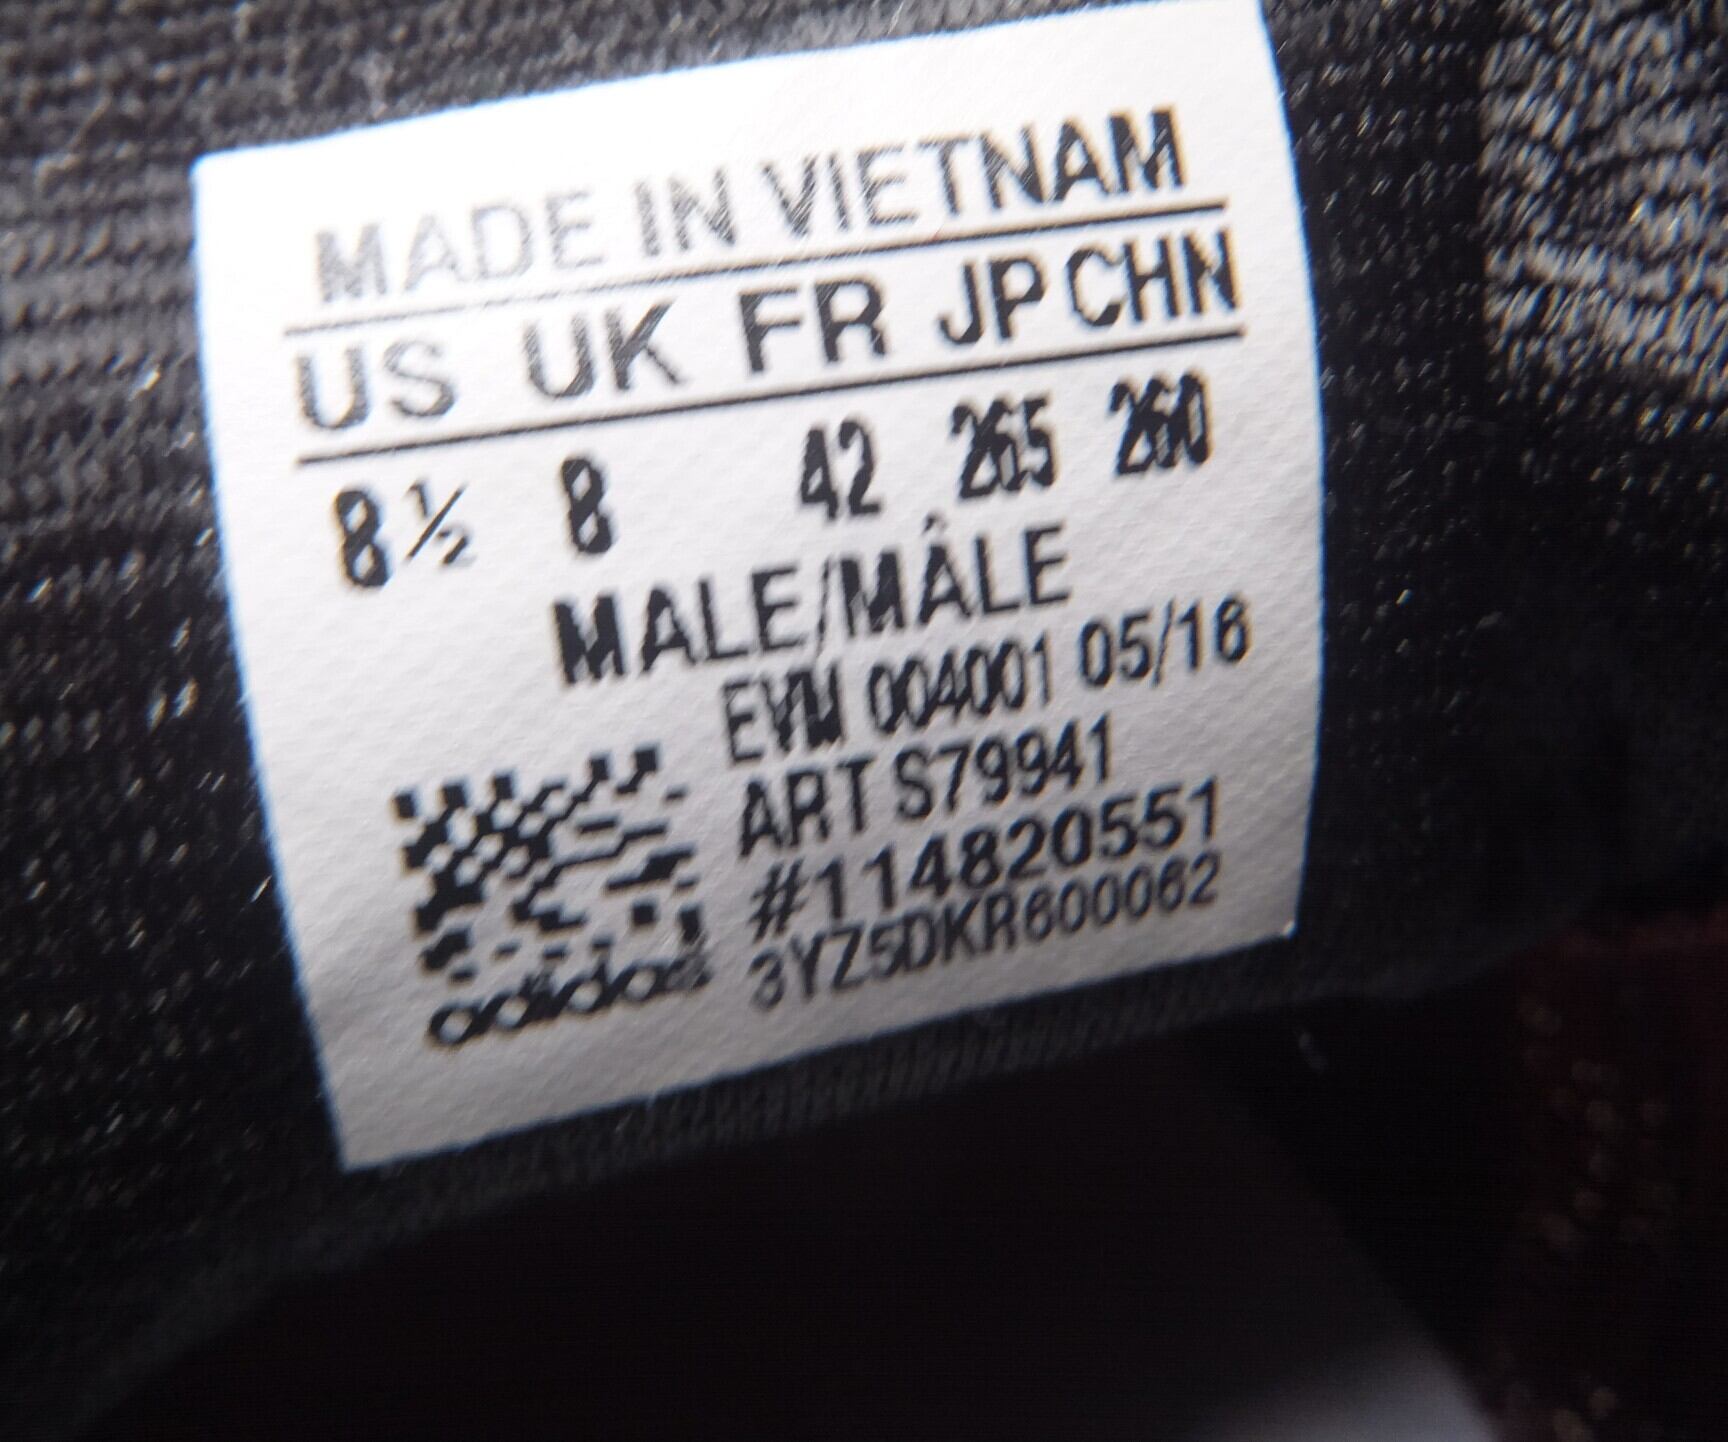 MADE IN VIETNAM
US UK FR JP CHN
8½ 8 42 265 260
MALE/MÂLE
EVM 004001 05/16
ART S79941
#114820551
3YZ5DKR600062
adidas